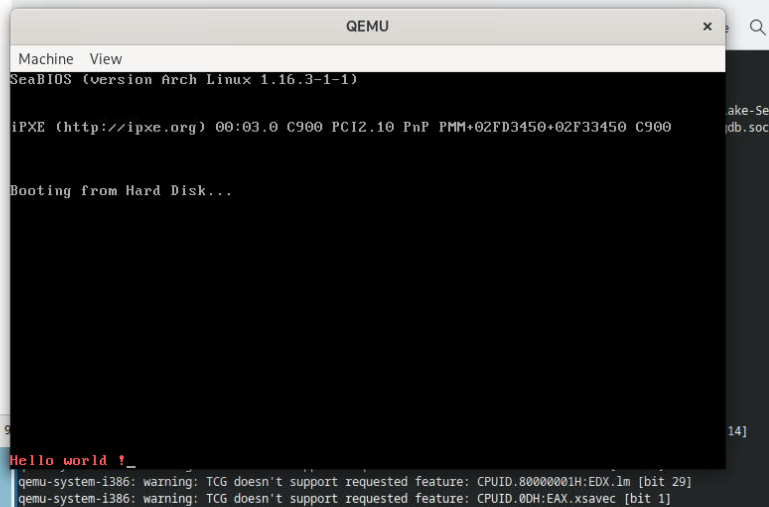 QEMU
Machine View
SeaBIOS (version Arch Linux 1.16.3-1-1)
iPXE (http://ipxe.org) 00:03.0 C900 PCI2.10 PnP PMM+02FD3450+02F33450 C900
ake-Se
gdb.soc
Booting from Hard Disk...
14]
Hello world !_
qemu-system-i386: warning: TCG doesn't support requested feature: CPUID.80000001H:EDX.lm [bit 29]
qemu-system-i386: warning: TCG doesn't support requested feature: CPUID.0DH:EAX.xsavec [bit 1]